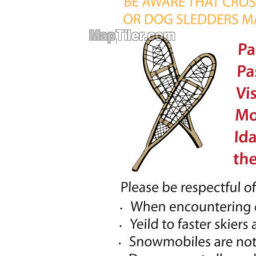 BE AWARE THAT CROS
OR DOG SLEDDERS MA
MapTiler.com
Pa
Pas
Vis
Mo
Ida
the
Please be respectful of
· When encountering
· Yeild to faster skiers a
· Snowmobiles are not